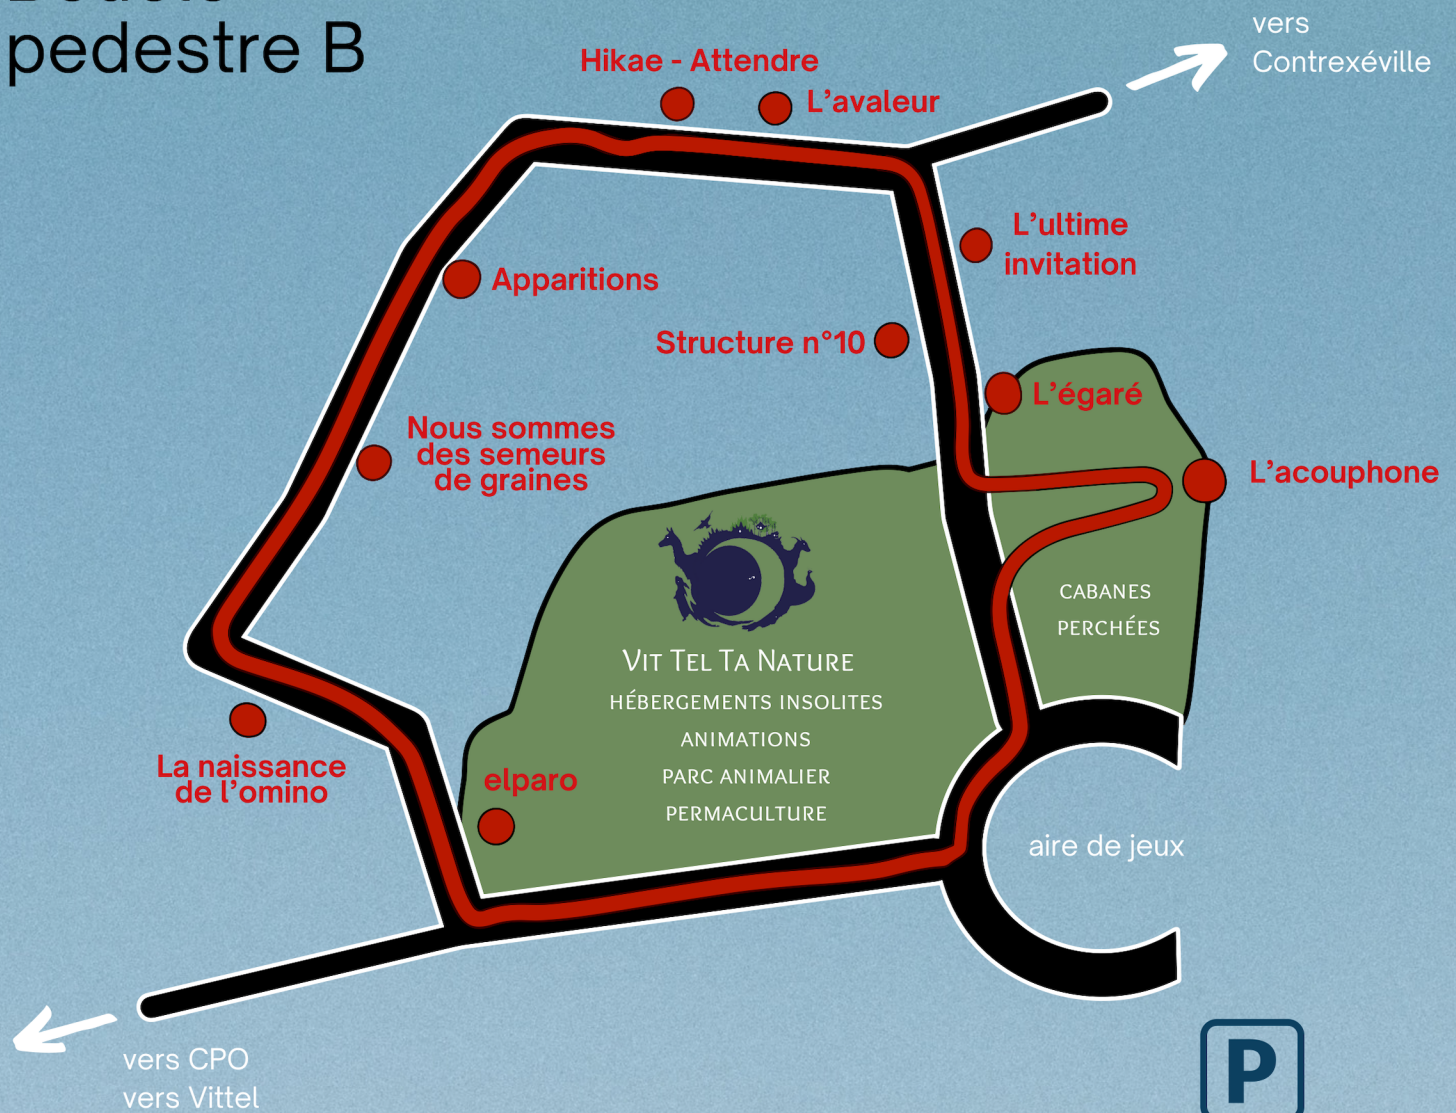 pedestre B
vers
Contrexéville
Hikae - Attendre
L'avaleur
L'ultime
invitation
Apparitions
Structure n°10
L'égaré
Nous sommes
des semeurs
de graines
L'acouphone
CABANES
PERCHÉES
VIT TEL TA NATURE
HÉBERGEMENTS INSOLITES
ANIMATIONS
PARC ANIMALIER
PERMACULTURE
La naissance
de l'omino
elparo
aire de jeux
vers CPO
vers Vittel
P